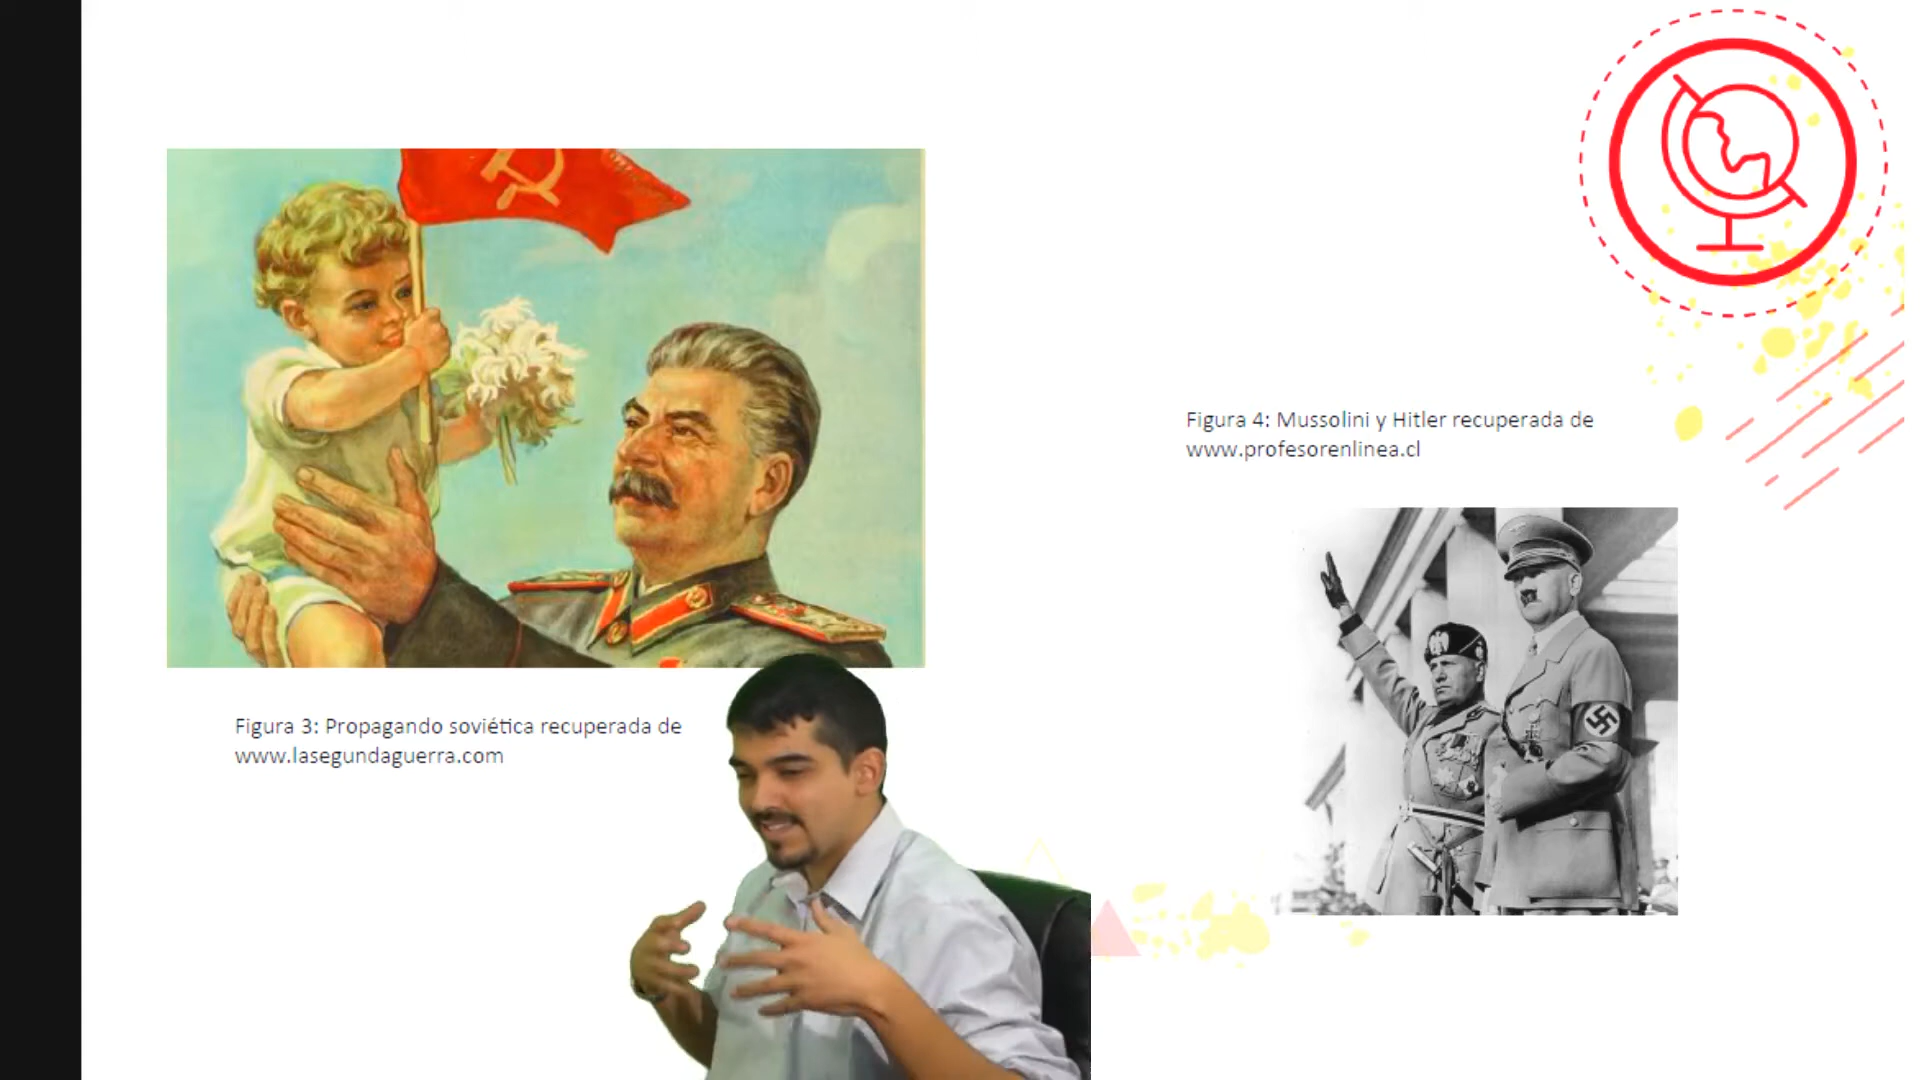 Figura 3: Propagando soviética recuperada de
www.lasegundaguerra.com
Figura 4: Mussolini y Hitler recuperada de
www.profesorenlinea.cl